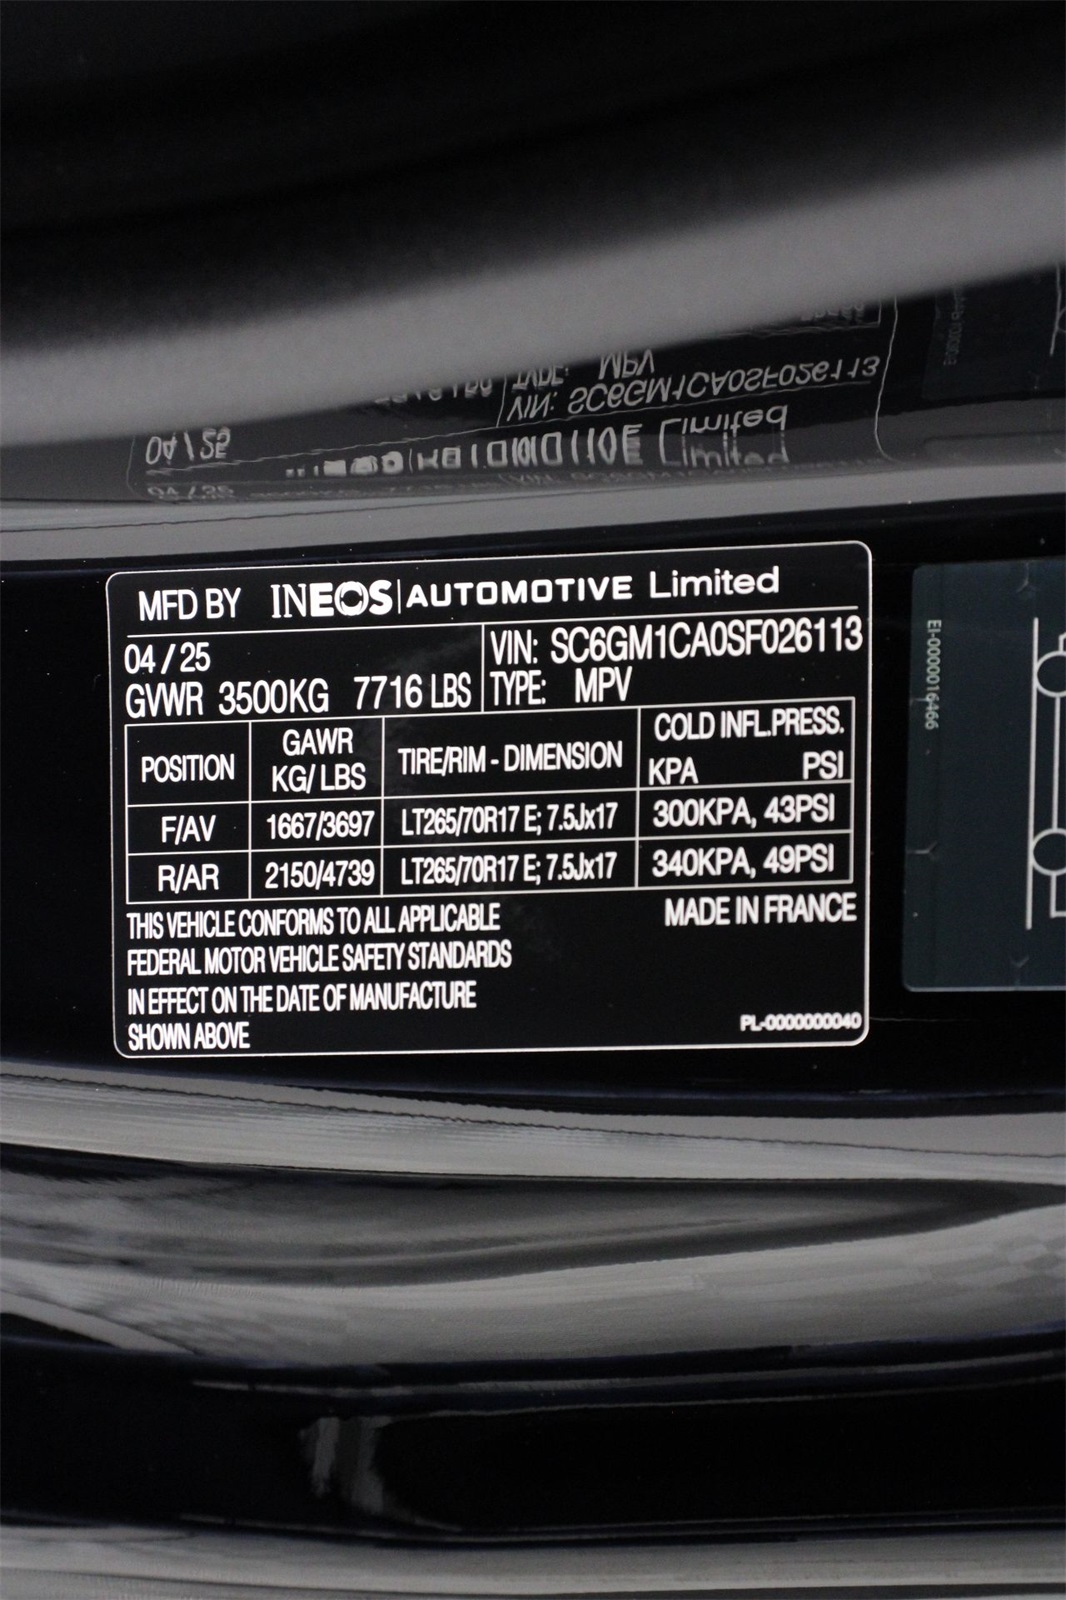 MFD BY INEOS AUTOMOTIVE Limited
04 / 25
GVWR 3500KG 7716 LBS
VIN: SC6GM1CA0SF026113
TYPE: MPV
POSITION GAWR KG/ LBS TIRE/RIM - DIMENSION COLD INFL.PRESS. KPA PSI
F/AV 1667/3697 LT265/70R17 E; 7.5Jx17 300KPA, 43PSI
R/AR 2150/4739 LT265/70R17 E; 7.5Jx17 340KPA, 49PSI
THIS VEHICLE CONFORMS TO ALL APPLICABLE
FEDERAL MOTOR VEHICLE SAFETY STANDARDS
IN EFFECT ON THE DATE OF MANUFACTURE
SHOWN ABOVE
MADE IN FRANCE
PL-0000000040
EI-0000016466